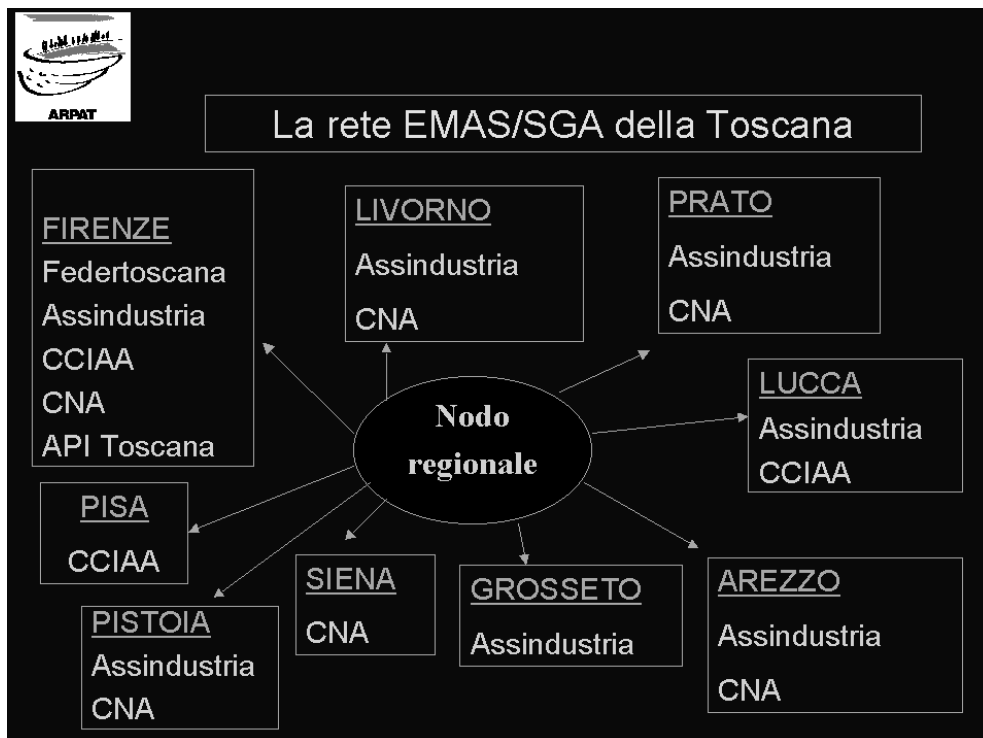 ARPAT
La rete EMAS/SGA della Toscana
FIRENZE
Federtoscana
Assindustria
CCIAA
CNA
API Toscana
LIVORNO
Assindustria
CNA
PRATO
Assindustria
CNA
Nodo
regionale
LUCCA
Assindustria
CCIAA
PISA
CCIAA
PISTOIA
Assindustria
CNA
SIENA
CNA
GROSSETO
Assindustria
AREZZO
Assindustria
CNA